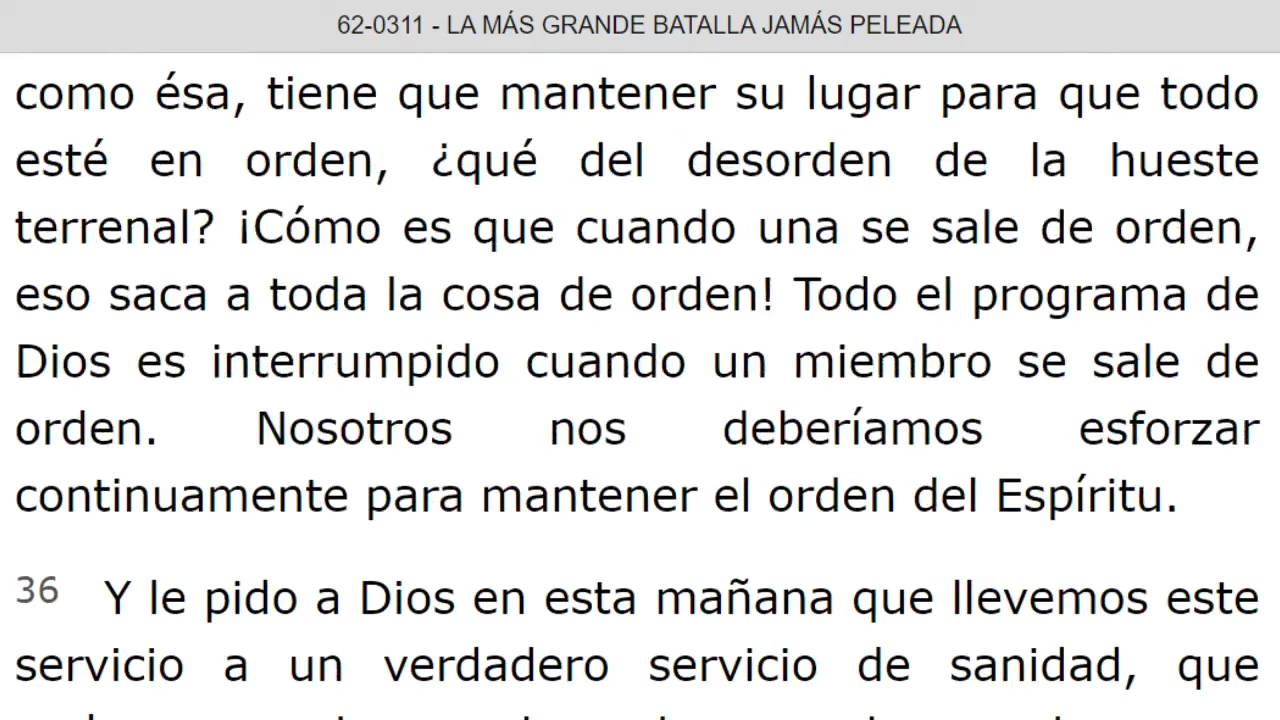 62-0311 - LA MÁS GRANDE BATALLA JAMÁS PELEADA
como ésa, tiene que mantener su lugar para que todo
esté en orden, ¿qué del desorden de la hueste
terrenal? ¡Cómo es que cuando una se sale de orden,
eso saca a toda la cosa de orden! Todo el programa de
Dios es interrumpido cuando un miembro se sale de
orden. Nosotros nos deberíamos esforzar
continuamente para mantener el orden del Espíritu.
36 Y le pido a Dios en esta mañana que llevemos este
servicio a un verdadero servicio de sanidad, que